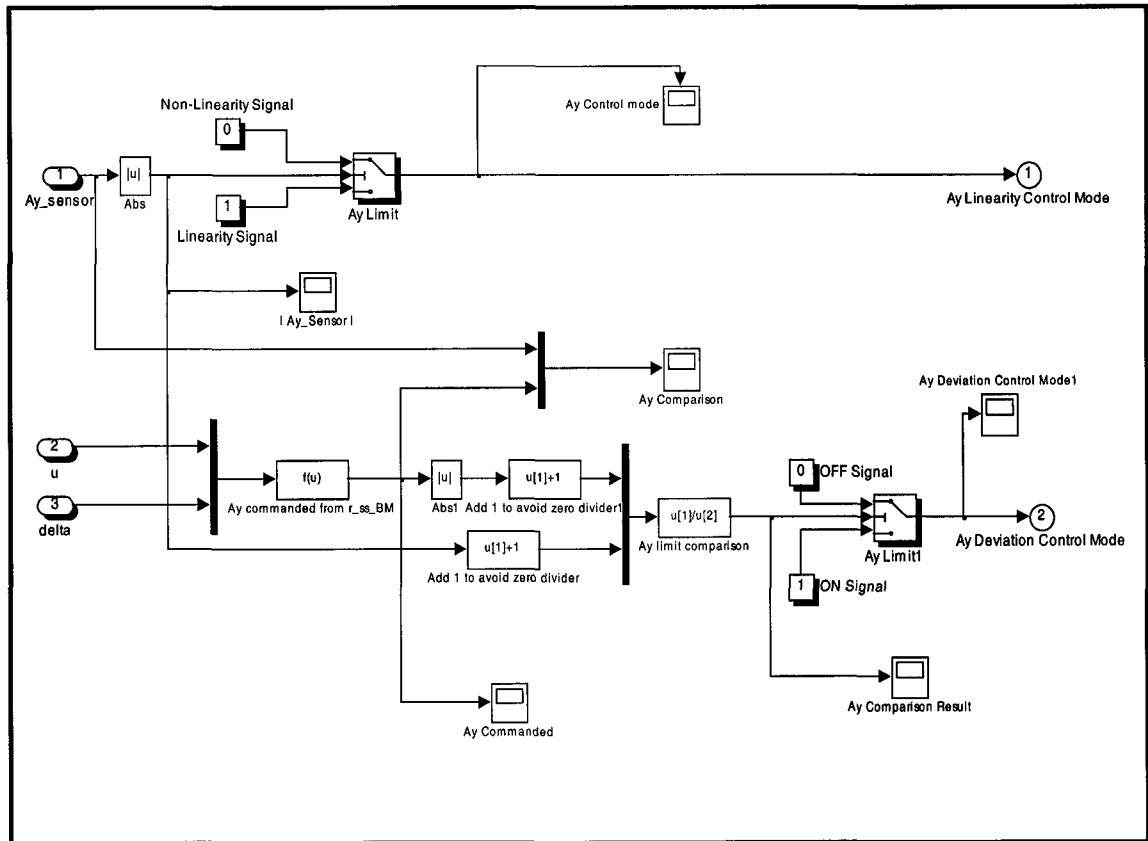 Ay Control mode
Non-Linearity Signal
0
1
Ay_sensor
|u|
Abs
Ay Limit
1
Linearity Signal
1
Ay Linearity Control Mode
| Ay_Sensor |
Ay Comparison
Ay Deviation Control Mode1
2
u
3
delta
f(u)
Ay commanded from r_ss_BM
|u|
Abs1
u[1]+1
Add 1 to avoid zero divider1
u[1]+1
Add 1 to avoid zero divider
u[1]/u[2]
Ay limit comparison
0
OFF Signal
Ay Limit1
1
ON Signal
2
Ay Deviation Control Mode
Ay Commanded
Ay Comparison Result